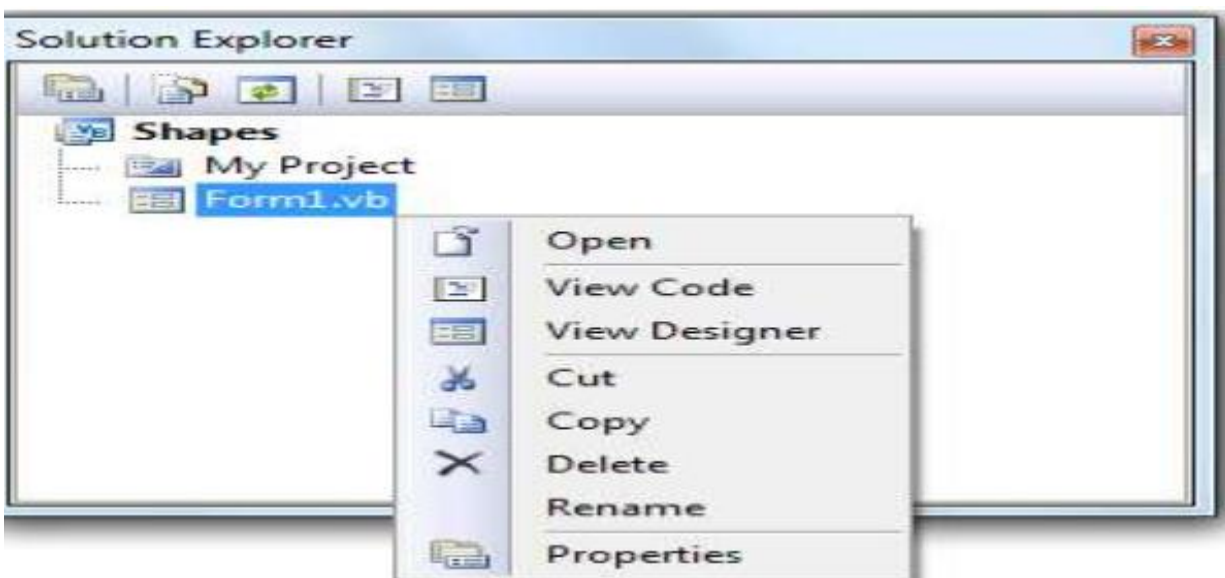 Solution Explorer
Shapes
My Project
Form1.vb
Open
View Code
View Designer
Cut
Copy
Delete
Rename
Properties